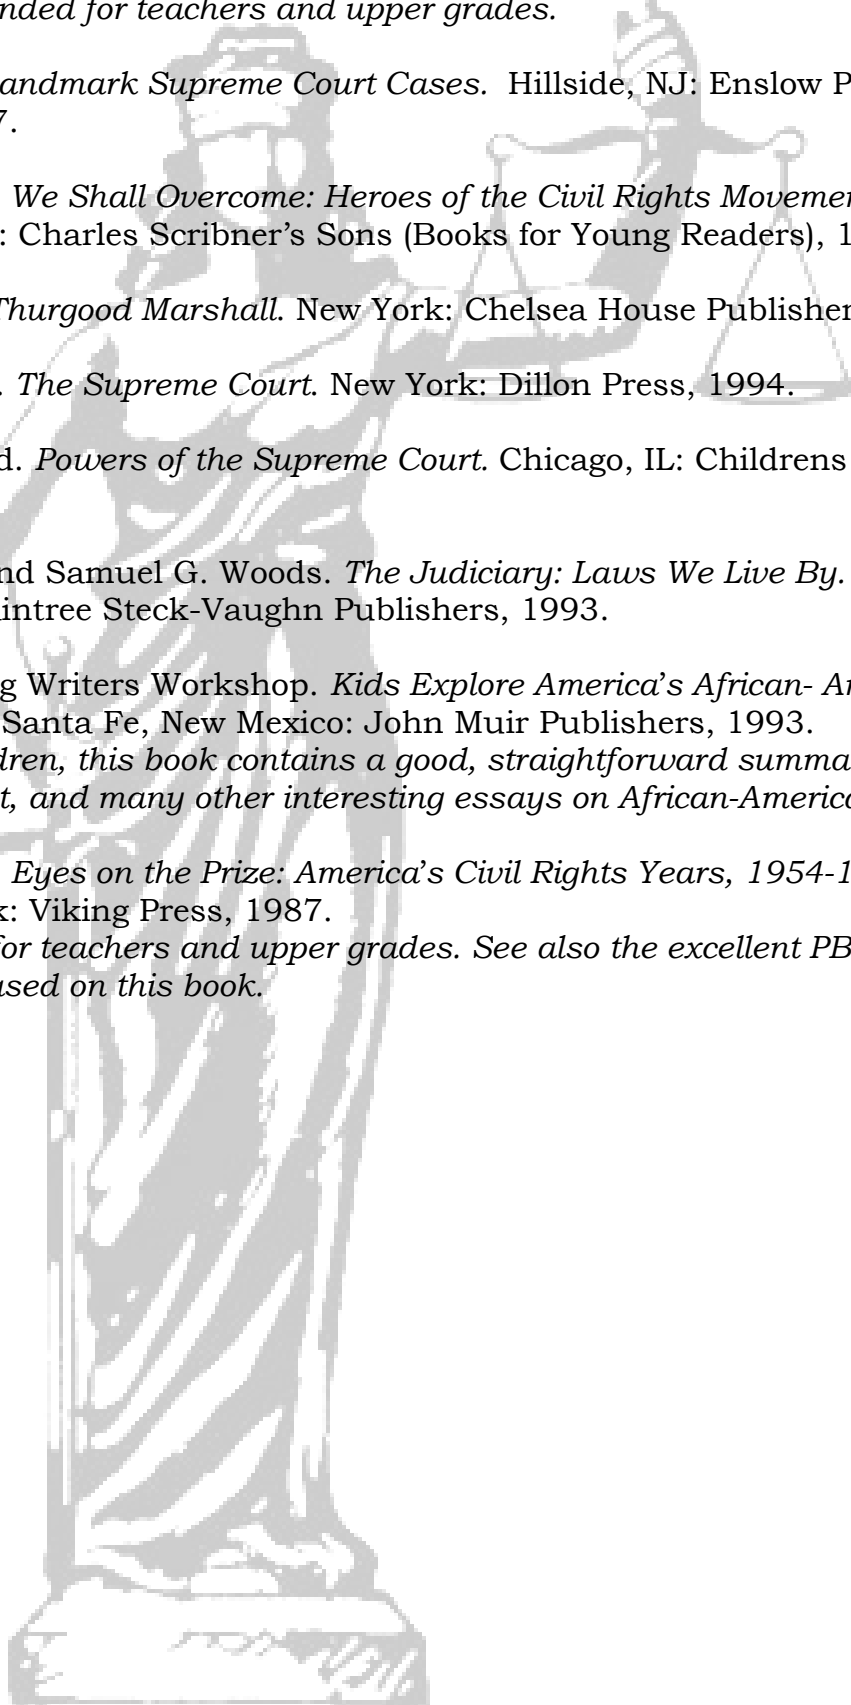 nded for teachers and upper grades.
andmark Supreme Court Cases. Hillside, NJ: Enslow P
7.
We Shall Overcome: Heroes of the Civil Rights Movemen
: Charles Scribner's Sons (Books for Young Readers), 1
Thurgood Marshall. New York: Chelsea House Publisher
. The Supreme Court. New York: Dillon Press, 1994.
d. Powers of the Supreme Court. Chicago, IL: Childrens
nd Samuel G. Woods. The Judiciary: Laws We Live By.
intree Steck-Vaughn Publishers, 1993.
g Writers Workshop. Kids Explore America's African- Am
Santa Fe, New Mexico: John Muir Publishers, 1993.
dren, this book contains a good, straightforward summa
t, and many other interesting essays on African-America
Eyes on the Prize: America's Civil Rights Years, 1954-1
k: Viking Press, 1987.
for teachers and upper grades. See also the excellent PB
ased on this book.